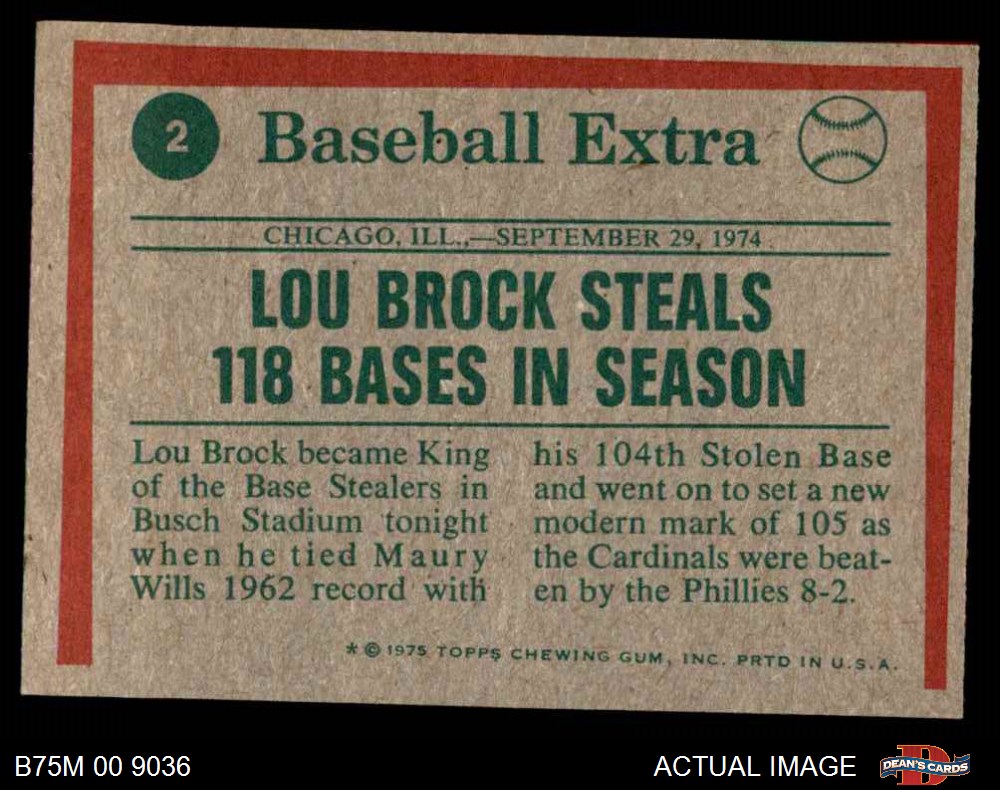 2
Baseball Extra
CHICAGO, ILL.,—SEPTEMBER 29, 1974
LOU BROCK STEALS
118 BASES IN SEASON
Lou Brock became King
of the Base Stealers in
Busch Stadium tonight
when he tied Maury
Wills 1962 record with
his 104th Stolen Base
and went on to set a new
modern mark of 105 as
the Cardinals were beat-
en by the Phillies 8-2.
* © 1975 TOPPS CHEWING GUM, INC. PRTD IN U.S.A.
B75M 00 9036
ACTUAL IMAGE
DEAN'S CARDS